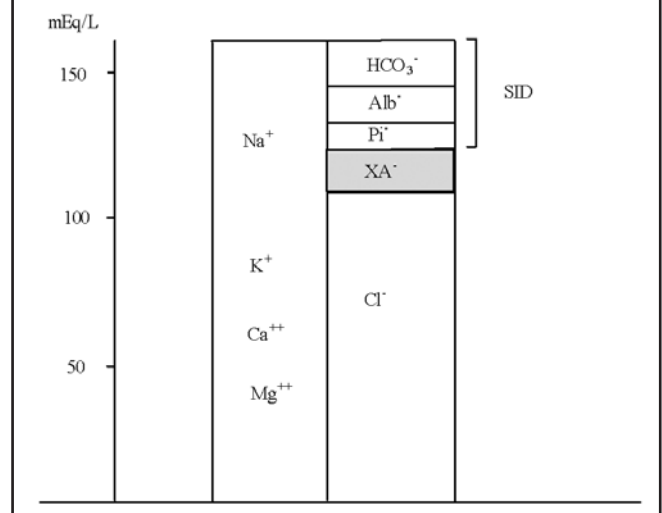 mEq/L
150
100
50
Na⁺
K⁺
Ca⁺⁺
Mg⁺⁺
HCO₃⁻
Alb⁻
Pi⁻
XA⁻
Cl⁻
SID